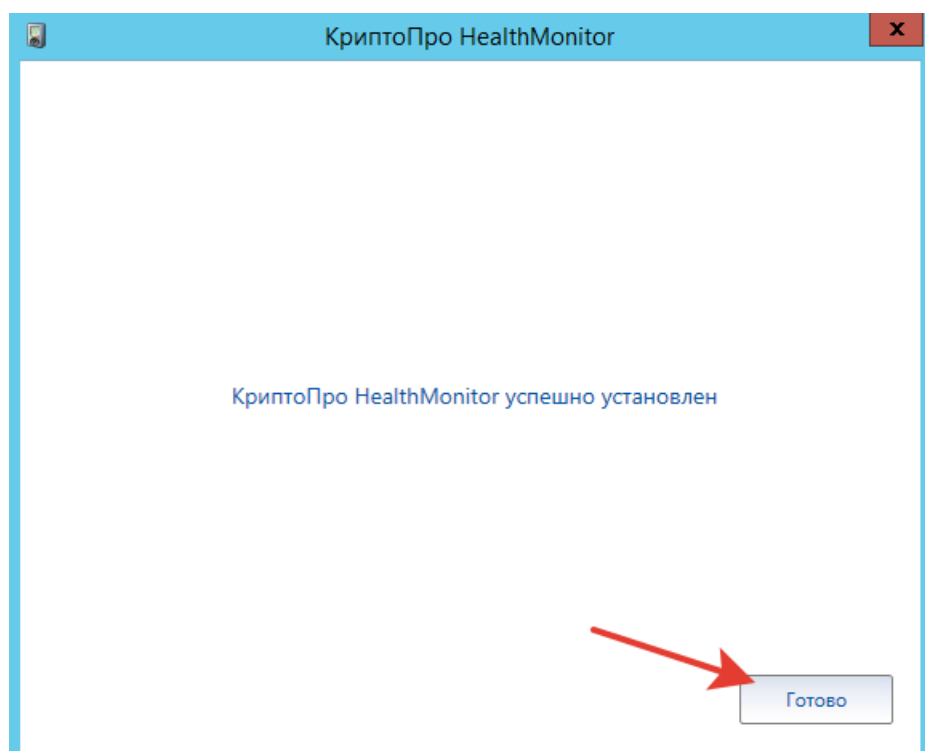 КриптоПро HealthMonitor
x
КриптоПро HealthMonitor успешно установлен
Готово